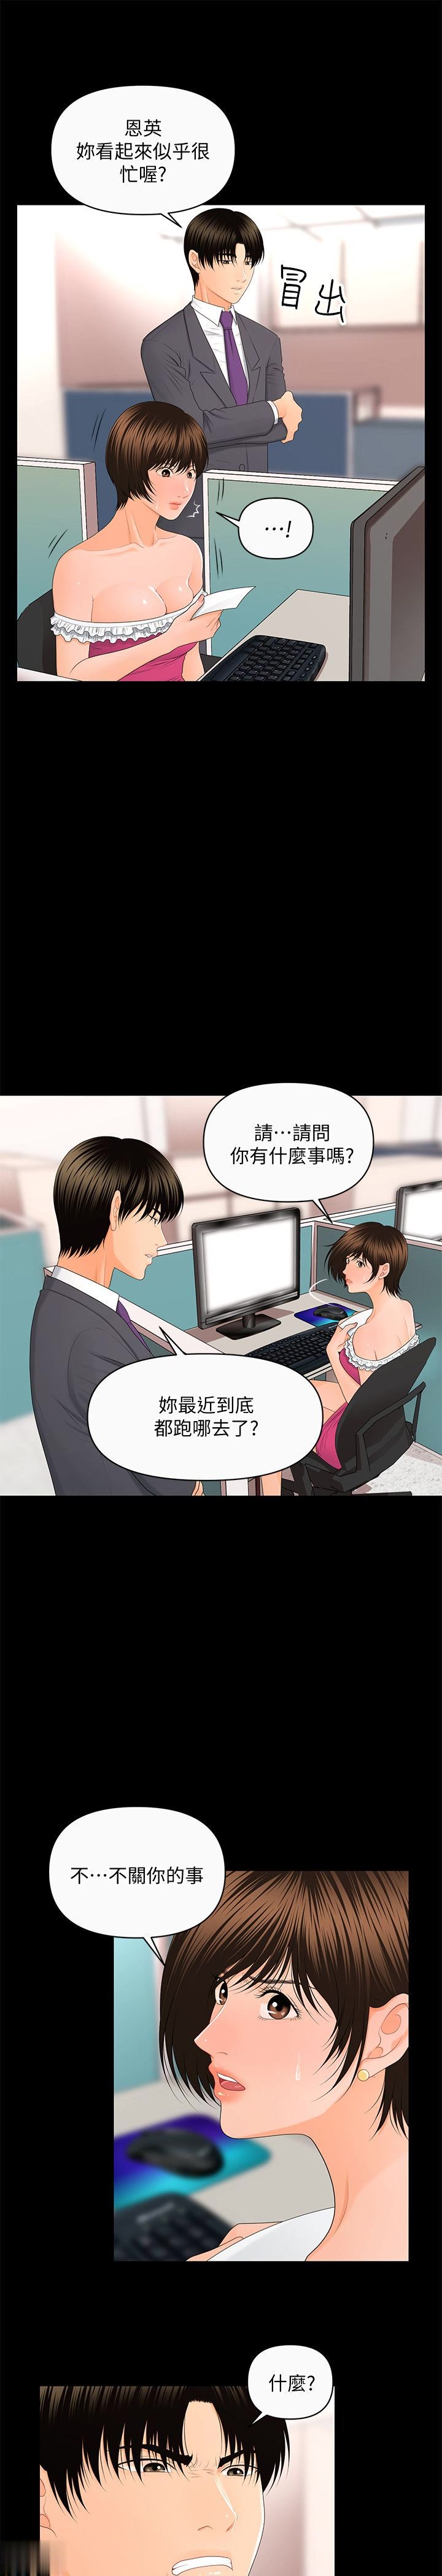 恩英
妳看起來似乎很
忙喔?
冒出
…!
請…請問
你有什麼事嗎?
妳最近到底
都跑哪去了?
不…不關你的事
什麼?